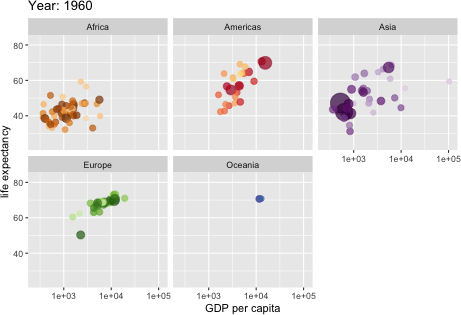 Year: 1960
Africa
Americas
Asia
80
60
40
1e+03 1e+04 1e+05
life expectancy
Europe
Oceania
80
60
40
1e+03 1e+04 1e+05
1e+03 1e+04 1e+05
GDP per capita